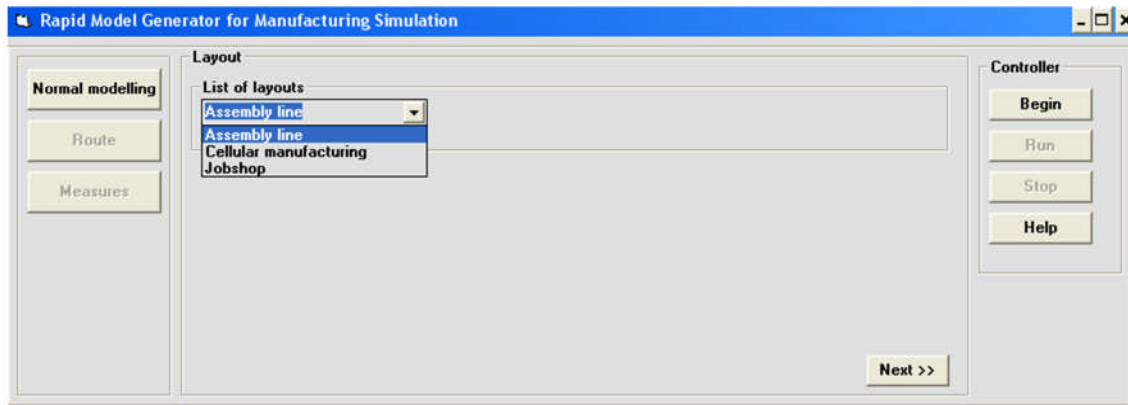 Rapid Model Generator for Manufacturing Simulation
Normal modelling
Route
Measures
Layout
List of layouts
Assembly line
Assembly line
Cellular manufacturing
Jobshop
Next >>
Controller
Begin
Run
Stop
Help